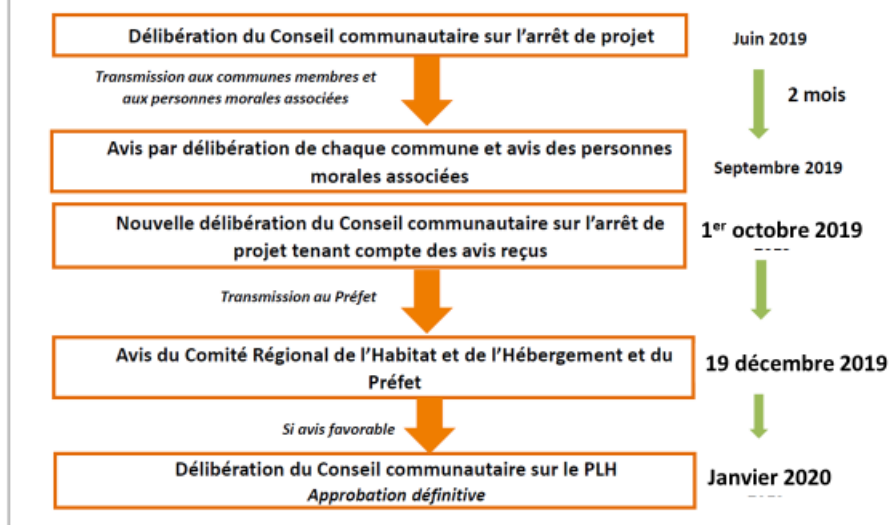 Délibération du Conseil communautaire sur l'arrêt de projet
Juin 2019
Transmission aux communes membres et
aux personnes morales associées
2 mois
Avis par délibération de chaque commune et avis des personnes
morales associées
Septembre 2019
Nouvelle délibération du Conseil communautaire sur l'arrêt de
projet tenant compte des avis reçus
1er octobre 2019
Transmission au Préfet
Avis du Comité Régional de l'Habitat et de l'Hébergement et du
Préfet
19 décembre 2019
Si avis favorable
Délibération du Conseil communautaire sur le PLH
Approbation définitive
Janvier 2020